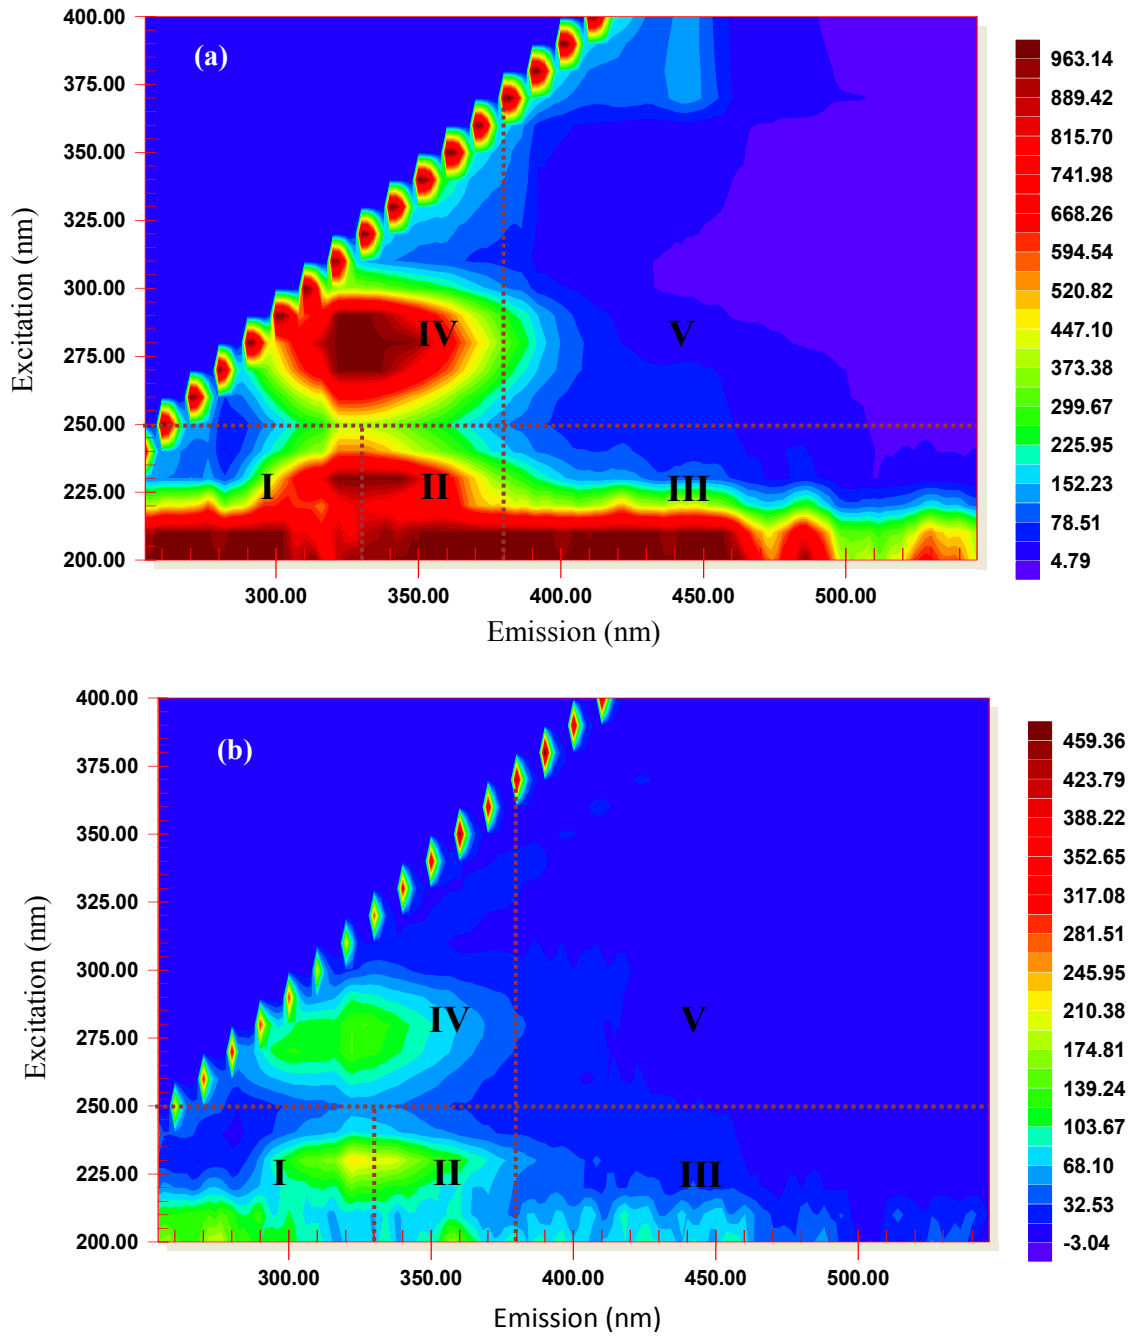 400.00
(a)
375.00
350.00
325.00
300.00
275.00
250.00
225.00
200.00
Excitation (nm)
IV
V
I
II
III
300.00 350.00 400.00 450.00 500.00
Emission (nm)
963.14
889.42
815.70
741.98
668.26
594.54
520.82
447.10
373.38
299.67
225.95
152.23
78.51
4.79
400.00
(b)
375.00
350.00
325.00
300.00
275.00
250.00
225.00
200.00
Excitation (nm)
IV
V
I
II
III
300.00 350.00 400.00 450.00 500.00
Emission (nm)
459.36
423.79
388.22
352.65
317.08
281.51
245.95
210.38
174.81
139.24
103.67
68.10
32.53
-3.04